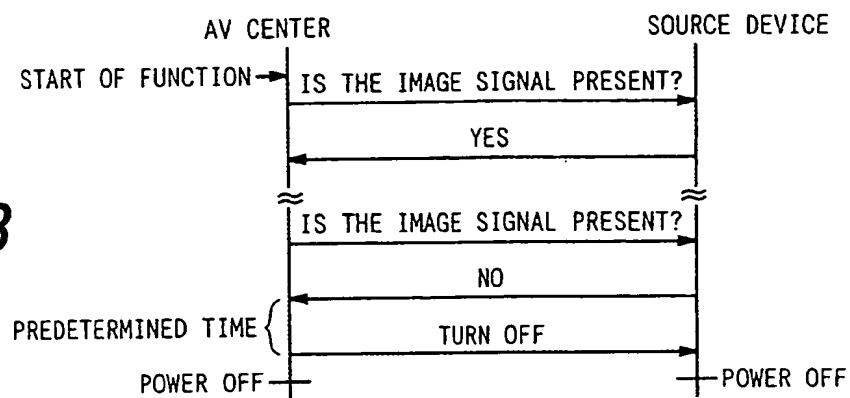 AV CENTER
SOURCE DEVICE
START OF FUNCTION
IS THE IMAGE SIGNAL PRESENT?
YES
IS THE IMAGE SIGNAL PRESENT?
NO
PREDETERMINED TIME
TURN OFF
POWER OFF
POWER OFF